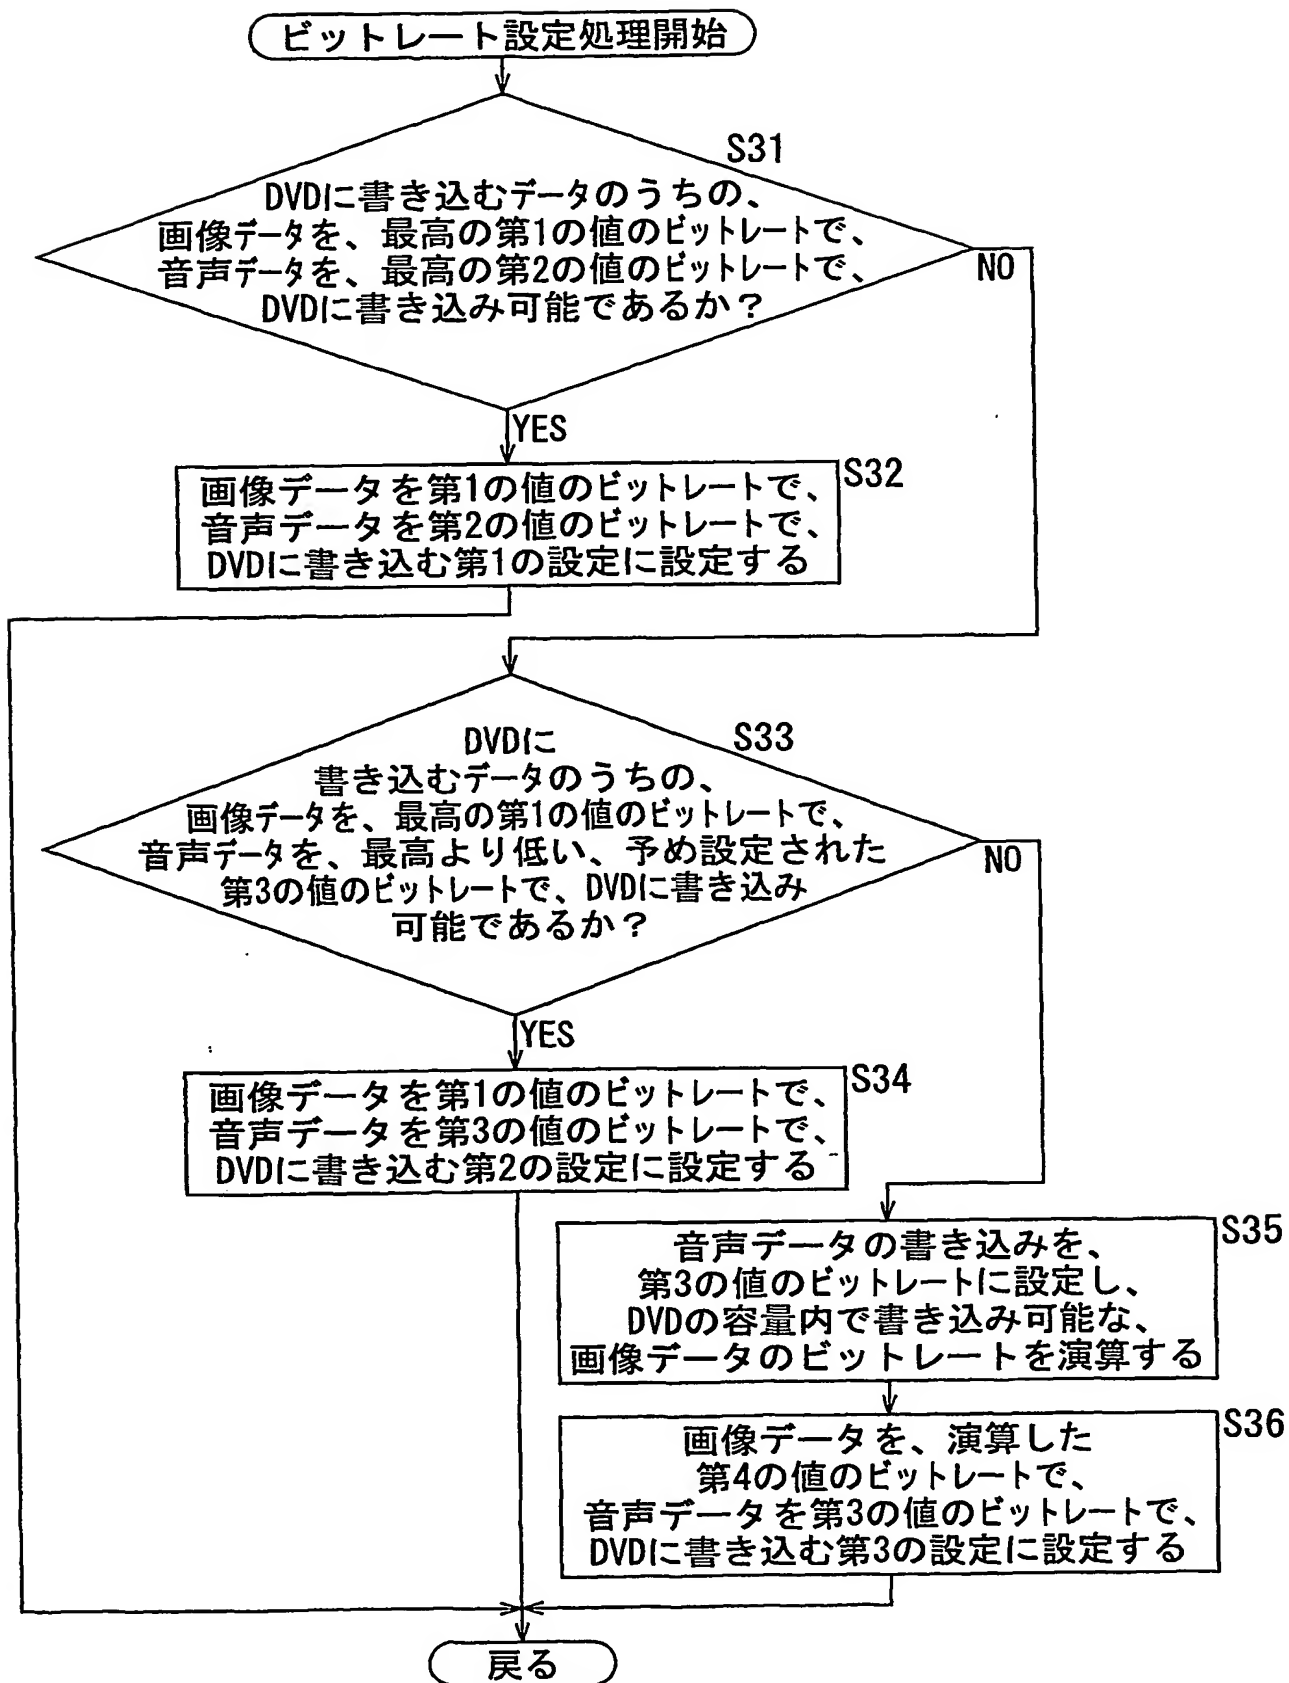 ビットレート設定処理開始
S31
DVDに書き込むデータのうちの、
画像データを、最高の第1の値のビットレートで、
音声データを、最高の第2の値のビットレートで、
DVDに書き込み可能であるか？
NO
YES
S32
画像データを第1の値のビットレートで、
音声データを第2の値のビットレートで、
DVDに書き込む第1の設定に設定する
S33
DVDに
書き込むデータのうちの、
画像データを、最高の第1の値のビットレートで、
音声データを、最高より低い、予め設定された
第3の値のビットレートで、DVDに書き込み
可能であるか？
NO
YES
S34
画像データを第1の値のビットレートで、
音声データを第3の値のビットレートで、
DVDに書き込む第2の設定に設定する
S35
音声データの書き込みを、
第3の値のビットレートに設定し、
DVDの容量内で書き込み可能な、
画像データのビットレートを演算する
S36
画像データを、演算した
第4の値のビットレートで、
音声データを第3の値のビットレートで、
DVDに書き込む第3の設定に設定する
戻る